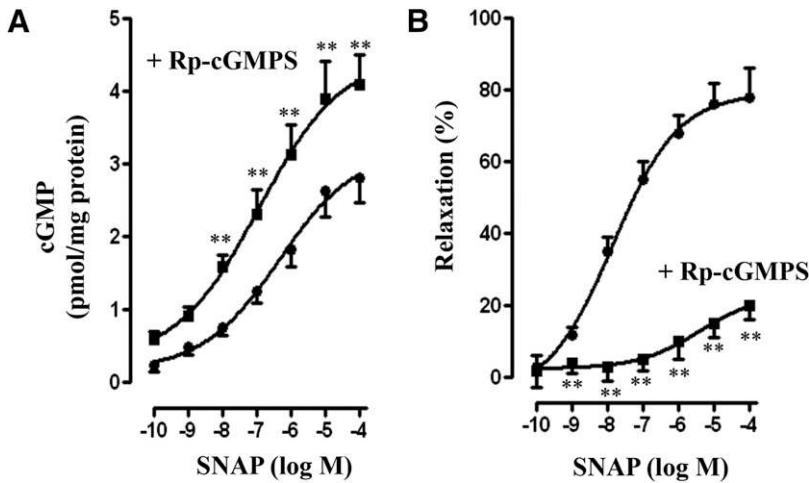 A
5
4
3
2
1
0
cGMP
(pmol/mg protein)
+ Rp-cGMPS
**
**
**
**
**
-10 -9 -8 -7 -6 -5 -4
SNAP (log M)
B
100
80
60
40
20
0
Relaxation (%)
+ Rp-cGMPS
**
**
**
**
**
**
-10 -9 -8 -7 -6 -5 -4
SNAP (log M)